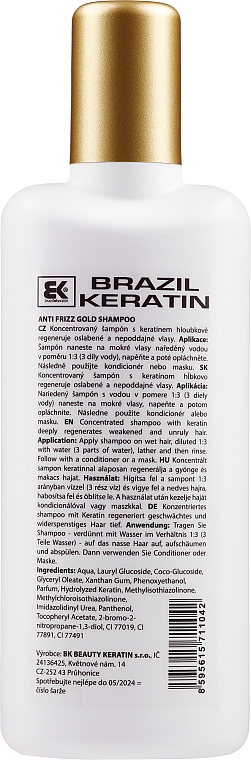 BK
brazilkeratin
BRAZIL
KERATIN
ANTI FRIZZ GOLD SHAMPOO
CZ Koncentrovaný šampón s keratinem hloubkově
regeneruje oslabené a nepoddajné vlasy. Aplikace:
Šampón naneste na mokré vlasy naředěný vodou
v poměru 1:3 (3 díly vody), napěňte a poté opláchněte.
Následně použijte kondicionér nebo masku. SK
Koncentrovaný šampón s keratínom hĺbkovo
regeneruje oslabené a nepoddajné vlasy. Aplikácia:
Nariedený šampón s vodou v pomere 1:3 (3 diely
vody) naneste na mokré vlasy, napeňte a potom
opláchnite. Následne použite kondicionér alebo
masku. EN Concentrated shampoo with keratin
deeply regenerates weakened and unruly hair.
Application: Apply shampoo on wet hair, diluted 1:3
with water (3 parts of water), lather and then rinse.
Follow with a conditioner or a mask. HU Koncentrált
sampon keratinnal alaposan regenerálja a gyönge és
makacs haját. Használat: Hígítsa fel a sampont 1:3
arányban vízzel (3 rész víz) és vigye fel a nedves hajra,
habosítsa fel és öblítse le. A használat után kezelje haját
kondicionálóval vagy maszkkal. DE Konzentriertes
shampoo mit Keratin regeneriert geschwächtes und
widerspenstiges Haar tief. Anwendung: Tragen Sie
Shampoo - verdünnt mit Wasser im Verhältnis 1:3 (3
Teile Wasser) - auf das nasse Haar auf, aufschäumen
und abspülen. Dann verwenden Sie Conditioner oder
Maske.
Ingredients: Aqua, Lauryl Glucoside, Coco-Glucoside,
Glyceryl Oleate, Xanthan Gum, Phenoxyethanol,
Parfum, Hydrolyzed Keratin, Methylisothiazolinone,
Methylchloroisothiazolinone,
Imidazolidinyl Urea, Panthenol,
Tocopheryl Acetate, 2-bromo-2-
nitropropane-1,3-diol, CI 77019, CI
77891, CI 77491
Výrobce: BK BEAUTY KERATIN s.r.o., IČ
24136425, Květnové nám. 14
CZ-252 43 Průhonice
Spotřebujte nejlépe do 05/2024 =
číslo šarže
8 595615 711042